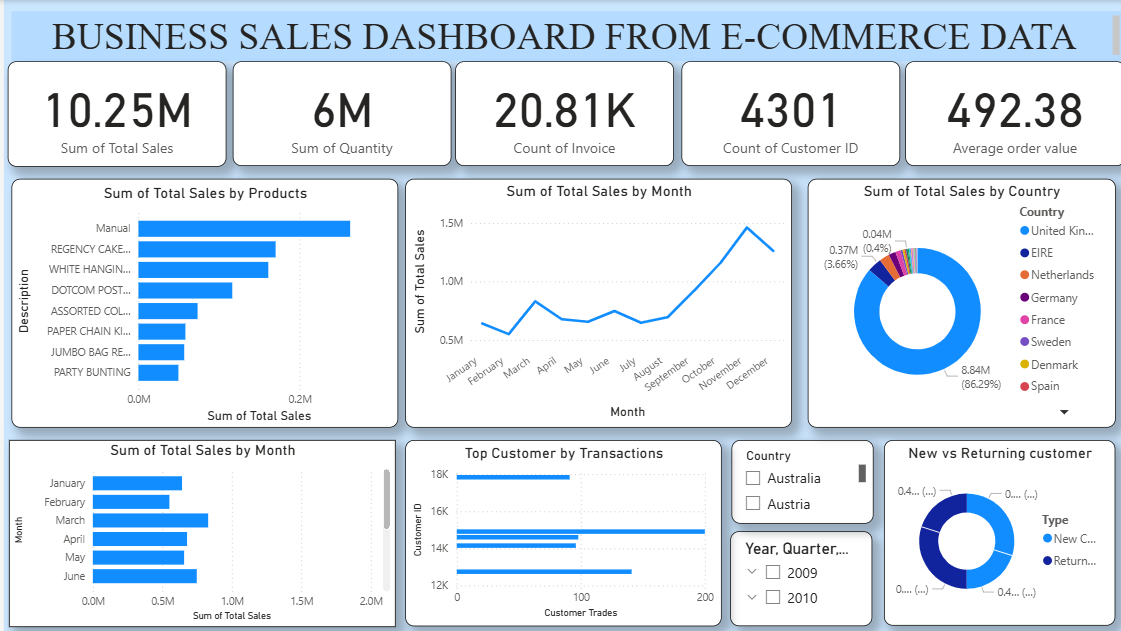 BUSINESS SALES DASHBOARD FROM E-COMMERCE DATA
10.25M
Sum of Total Sales
6M
Sum of Quantity
20.81K
Count of Invoice
4301
Count of Customer ID
492.38
Average order value
Sum of Total Sales by Products
Description
Manual
REGENCY CAKE...
WHITE HANGIN...
DOTCOM POST...
ASSORTED COL...
PAPER CHAIN KI...
JUMBO BAG RE...
PARTY BUNTING
0.0M
0.2M
Sum of Total Sales
Sum of Total Sales by Month
Sum of Total Sales
1.5M
1.0M
0.5M
January
February
March
April
May
June
July
August
September
October
November
December
Month
Sum of Total Sales by Country
0.04M
(0.4%)
0.37M
(3.66%)
8.84M
(86.29%)
Country
United Kin...
EIRE
Netherlands
Germany
France
Sweden
Denmark
Spain
Sum of Total Sales by Month
Month
January
February
March
April
May
June
0.0M
0.5M
1.0M
1.5M
2.0M
Sum of Total Sales
Top Customer by Transactions
Customer ID
18K
16K
14K
12K
0
100
200
Customer Trades
Country
Australia
Austria
Year, Quarter,...
2009
2010
New vs Returning customer
0.4... (...)
0.... (...)
0.... (...)
0.4... (...)
Type
New C...
Return...